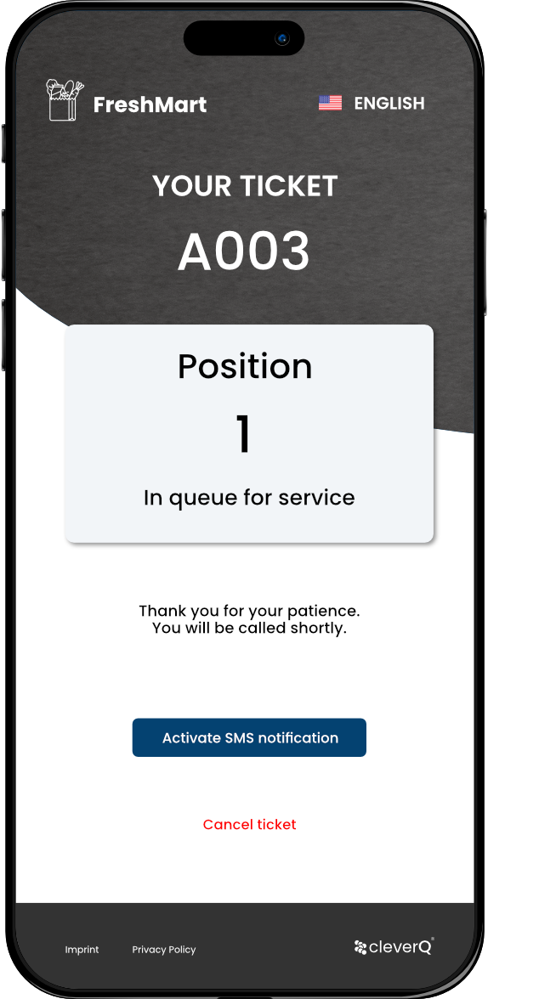 FreshMart
ENGLISH
YOUR TICKET
A003
Position
1
In queue for service
Thank you for your patience.
You will be called shortly.
Activate SMS notification
Cancel ticket
Imprint
Privacy Policy
cleverQ